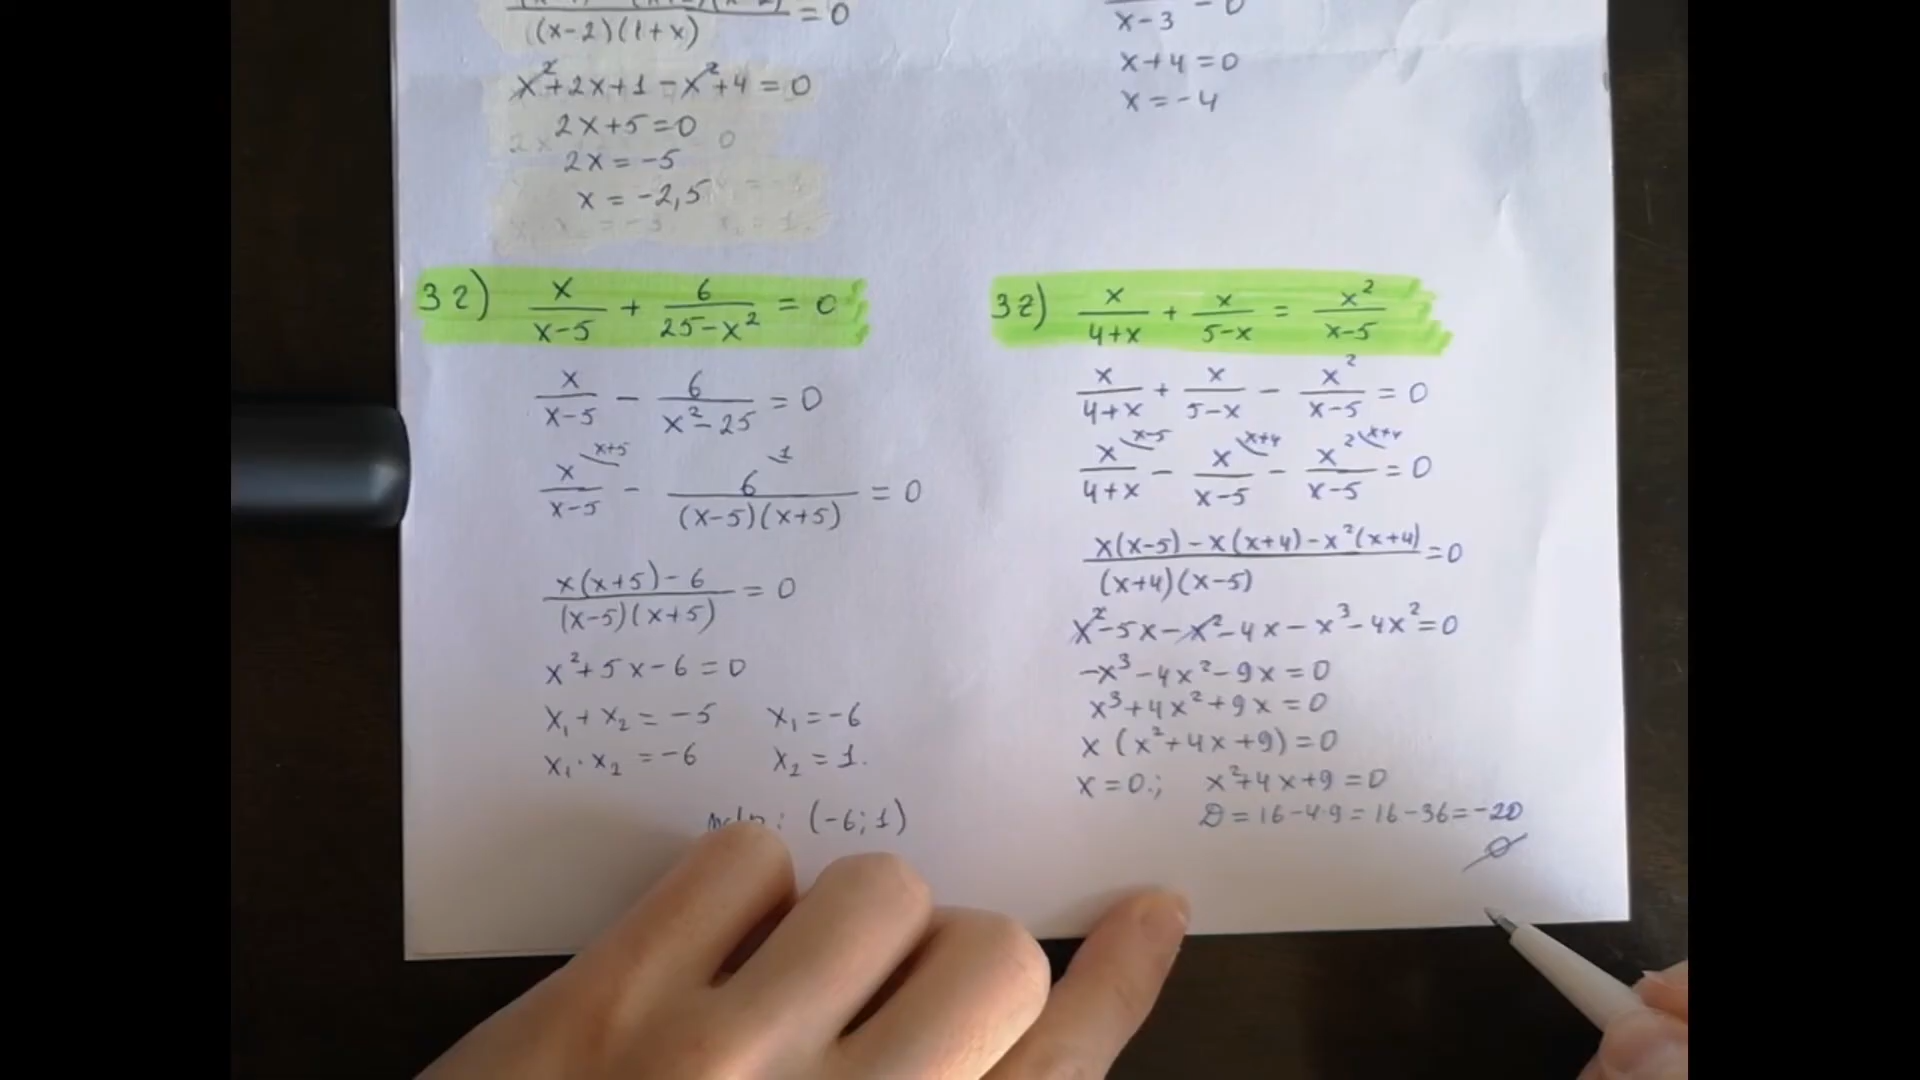 (x-2)(1+x) = 0
x²+2x+1-x²+4=0
2x+5=0
2x=-5
x=-2,5
x-3
x+4=0
x=-4
3г) x/(x-5) + 6/(25-x²) = 0
x/(x-5) - 6/(x²-25) = 0
x+5 1
x/(x-5) - 6/((x-5)(x+5)) = 0
(x(x+5)-6)/((x-5)(x+5)) = 0
x²+5x-6=0
x₁+x₂=-5 x₁=-6
x₁·x₂=-6 x₂=1.
(-6;1)
3г) x/(4+x) + x/(5-x) = x²/(x-5)
x/(4+x) + x/(5-x) - x²/(x-5) = 0
x-5 x+4 x+4
x/(4+x) - x/(x-5) - x²/(x-5) = 0
(x(x-5)-x(x+4)-x²(x+4))/((x+4)(x-5)) = 0
x²-5x-x²-4x-x³-4x²=0
-x³-4x²-9x=0
x³+4x²+9x=0
x(x²+4x+9)=0
x=0.; x²+4x+9=0
D=16-4·9=16-36=-20
∅